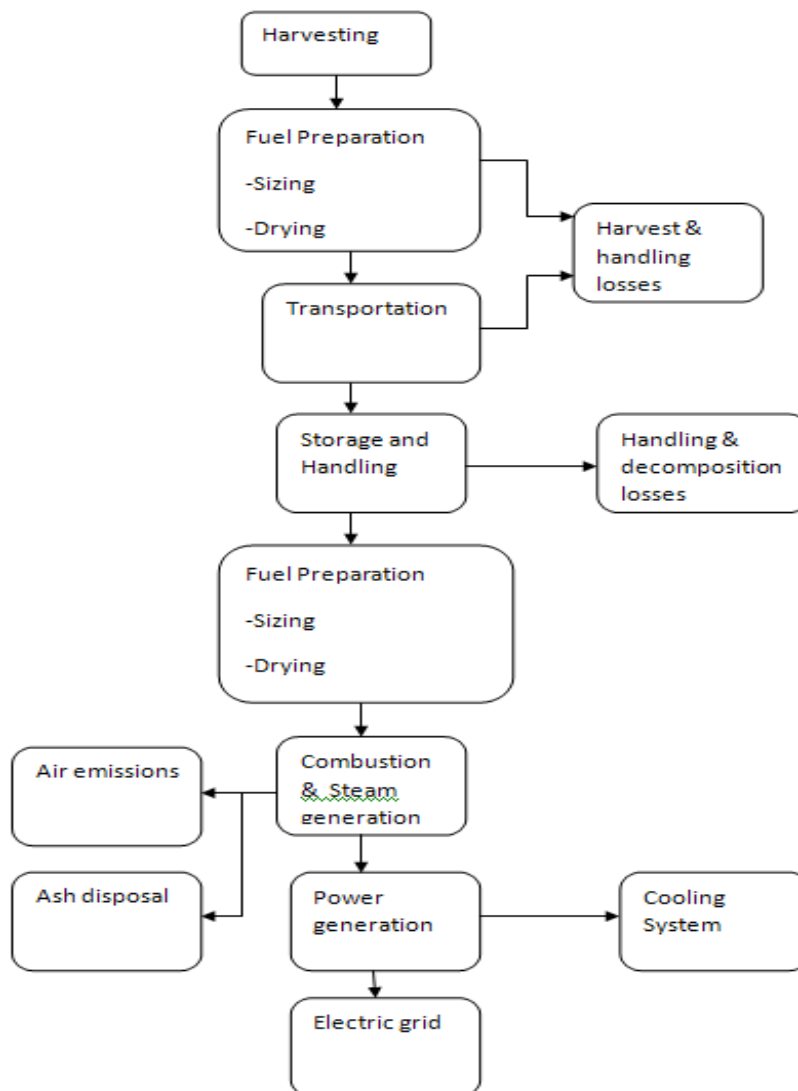 Harvesting
Fuel Preparation
-Sizing
-Drying
Harvest &
handling
losses
Transportation
Storage and
Handling
Handling &
decomposition
losses
Fuel Preparation
-Sizing
-Drying
Combustion
& Steam
generation
Air emissions
Ash disposal
Power
generation
Cooling
System
Electric grid